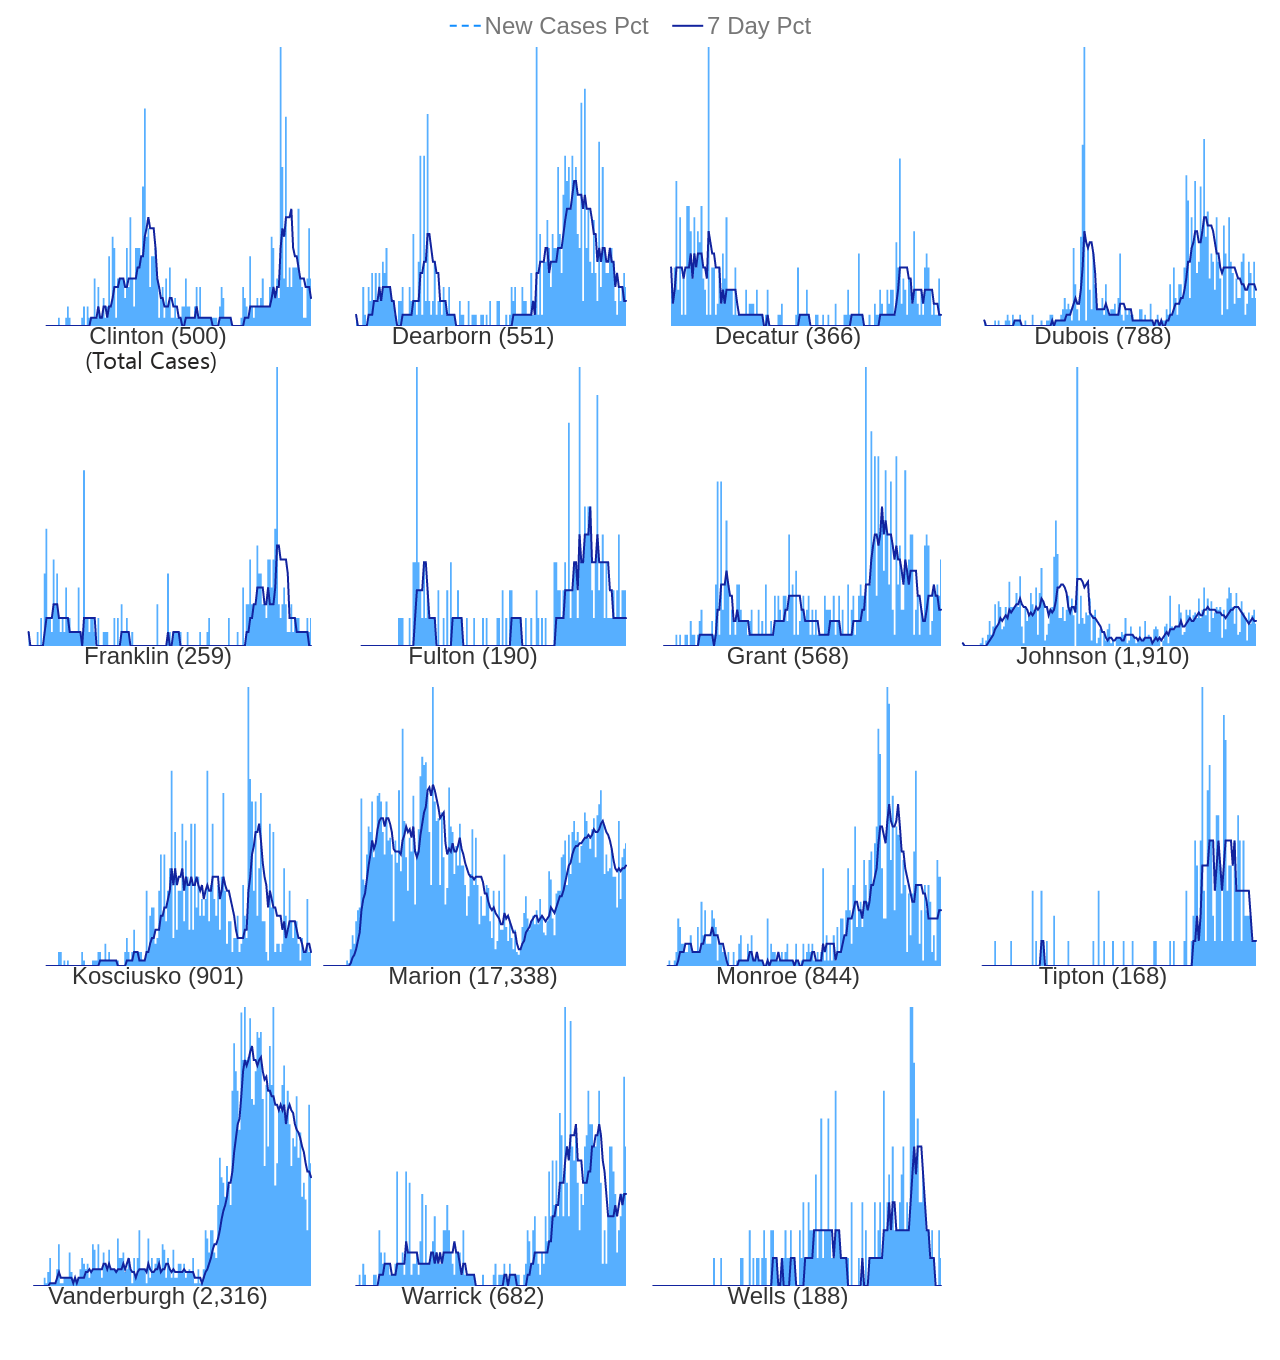 New Cases Pct 7 Day Pct
Clinton (500) Dearborn (551) Decatur (366) Dubois (788)
(Total Cases)
Franklin (259) Fulton (190) Grant (568) Johnson (1,910)
Kosciusko (901) Marion (17,338) Monroe (844) Tipton (168)
Vanderburgh (2,316) Warrick (682) Wells (188)